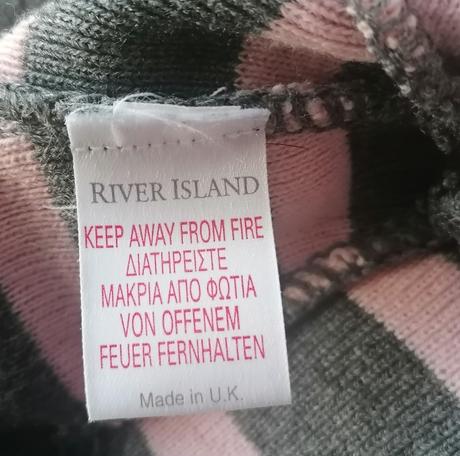 RIVER ISLAND
KEEP AWAY FROM FIRE
ΔΙΑΤΗΡΕΙΣΤΕ
ΜΑΚΡΙΑ ΑΠΟ ΦΩΤΙΑ
VON OFFENEM
FEUER FERNHALTEN
Made in U.K.